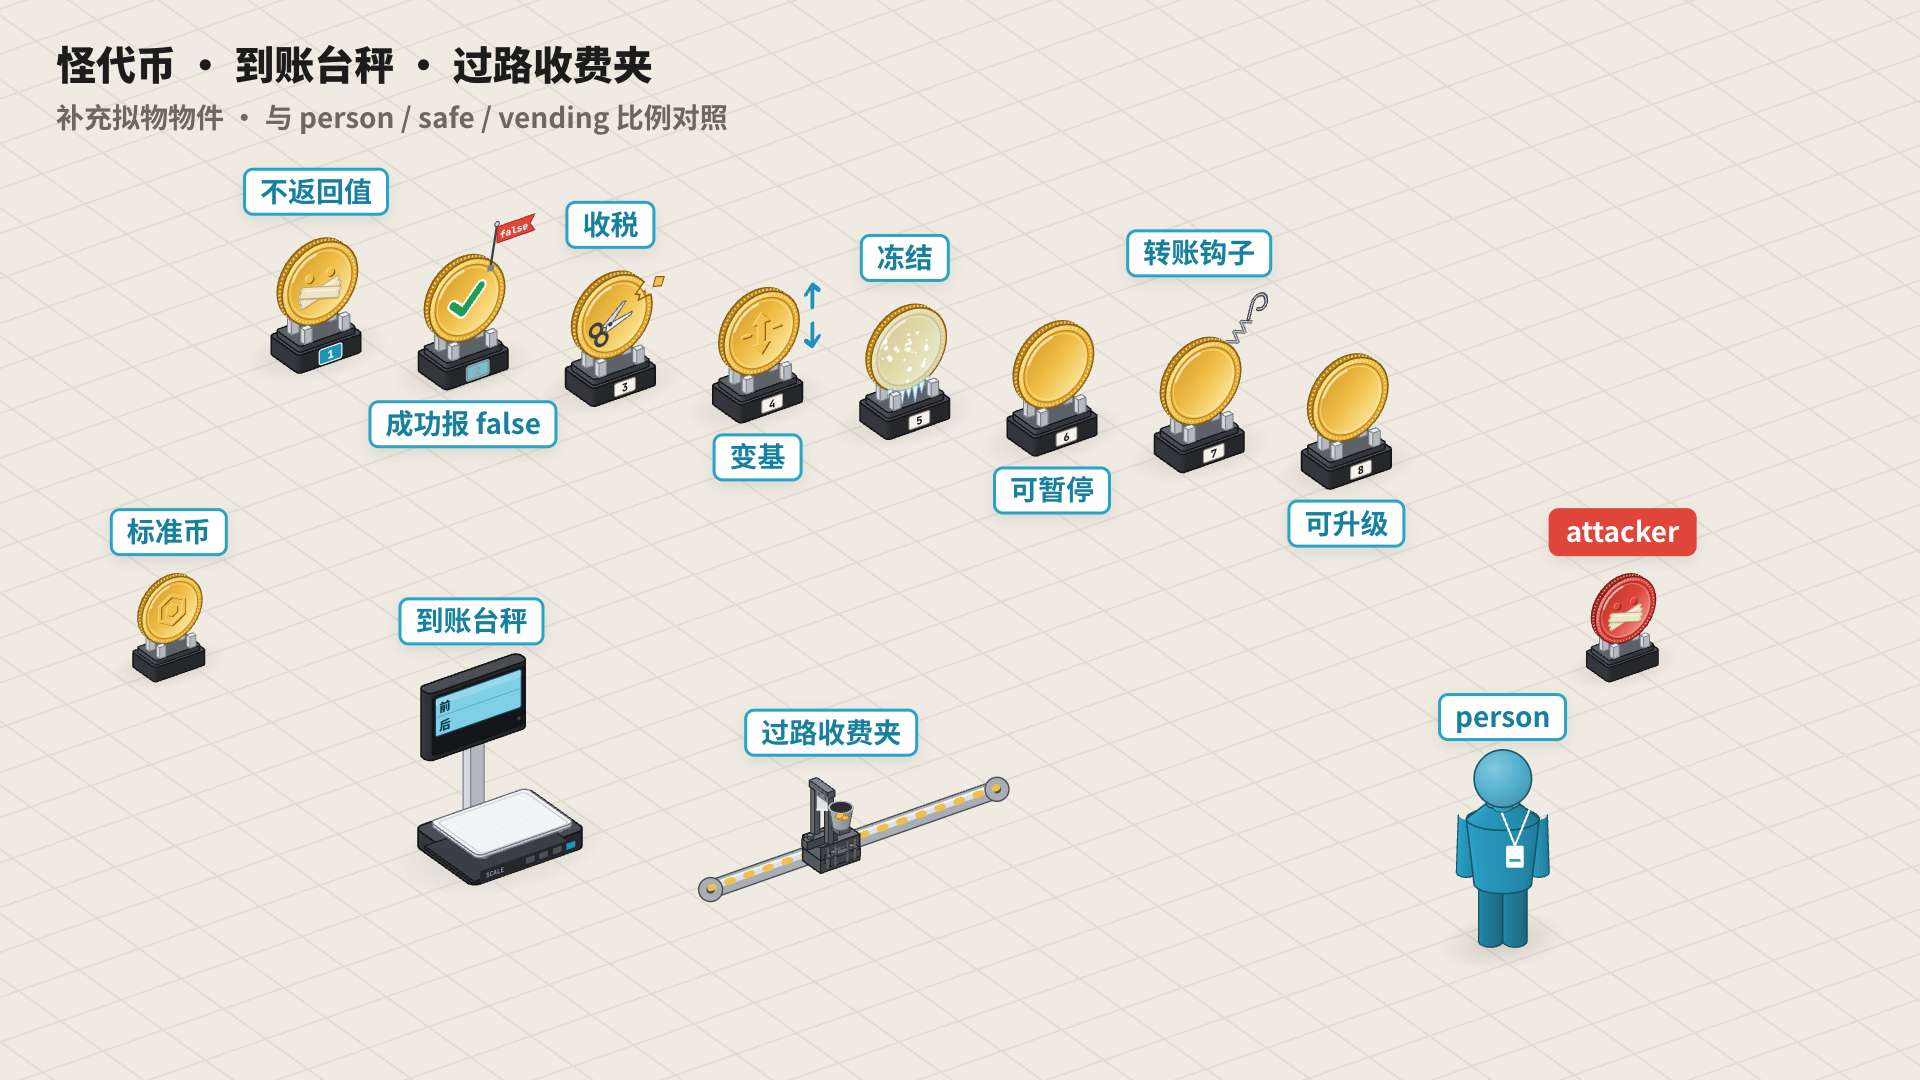 怪代币 · 到账台秤 · 过路收费夹
补充拟物物件 · 与 person / safe / vending 比例对照
不返回值
收税
冻结
转账钩子
false
1
3
4
5
6
7
8
成功报 false
变基
可暂停
可升级
标准币
attacker
到账台秤
前
后
SCALE
过路收费夹
person